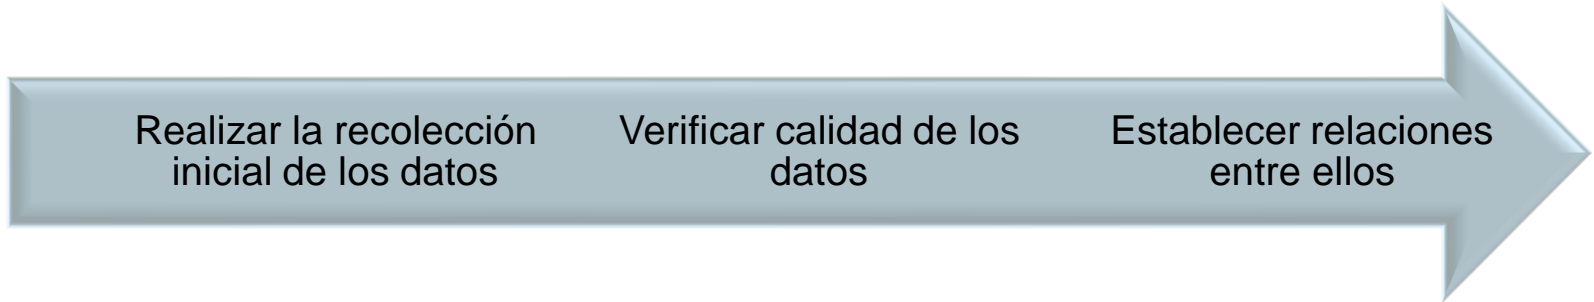 Realizar la recolección
inicial de los datos
Verificar calidad de los
datos
Establecer relaciones
entre ellos